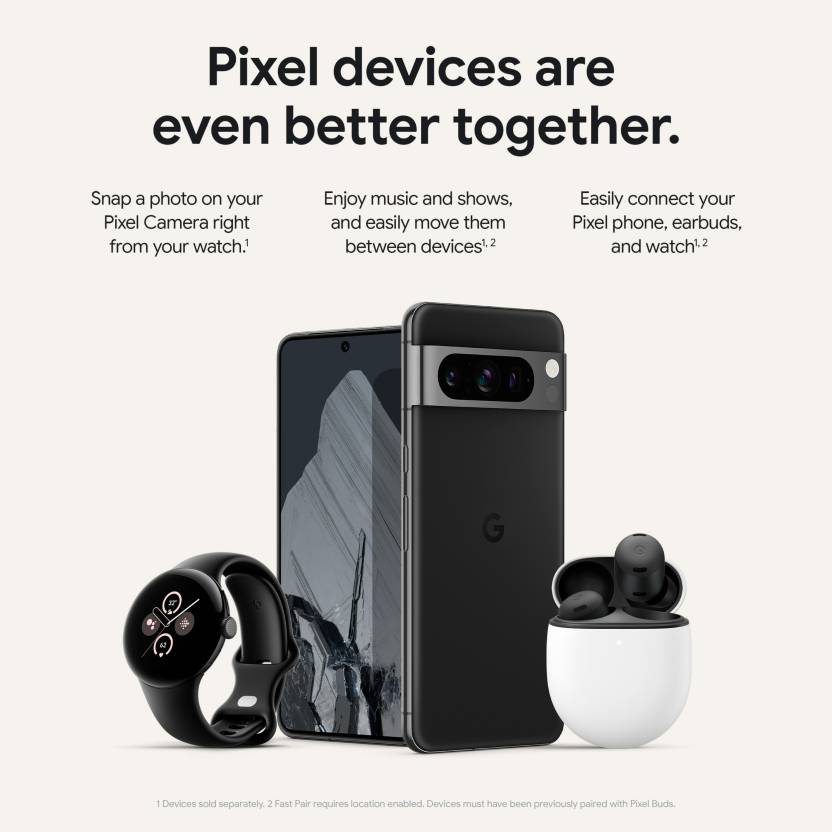 Pixel devices are
even better together.
Snap a photo on your
Pixel Camera right
from your watch.¹
Enjoy music and shows,
and easily move them
between devices¹˒ ²
Easily connect your
Pixel phone, earbuds,
and watch¹˒ ²
G
32°
62
1 Devices sold separately. 2 Fast Pair requires location enabled. Devices must have been previously paired with Pixel Buds.